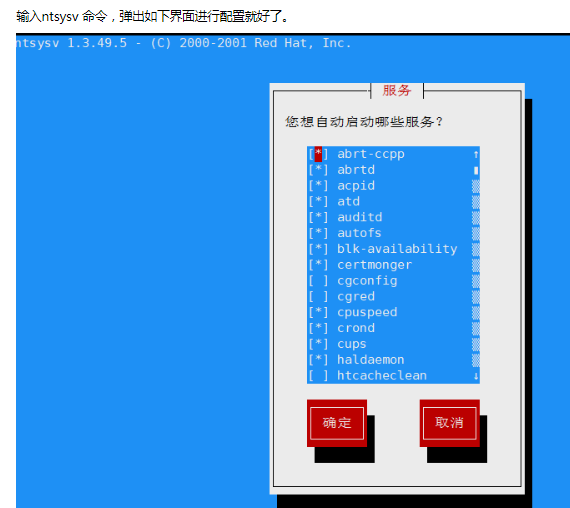 输入ntsysv 命令，弹出如下界面进行配置就好了。
ntsysv 1.3.49.5 - (C) 2000-2001 Red Hat, Inc.
服务
您想自动启动哪些服务？
[*] abrt-ccpp ↑
[*] abrtd
[*] acpid
[*] atd
[*] auditd
[*] autofs
[*] blk-availability
[*] certmonger
[ ] cgconfig
[ ] cgred
[*] cpuspeed
[*] crond
[*] cups
[*] haldaemon
[ ] htcacheclean ↓
确定 取消